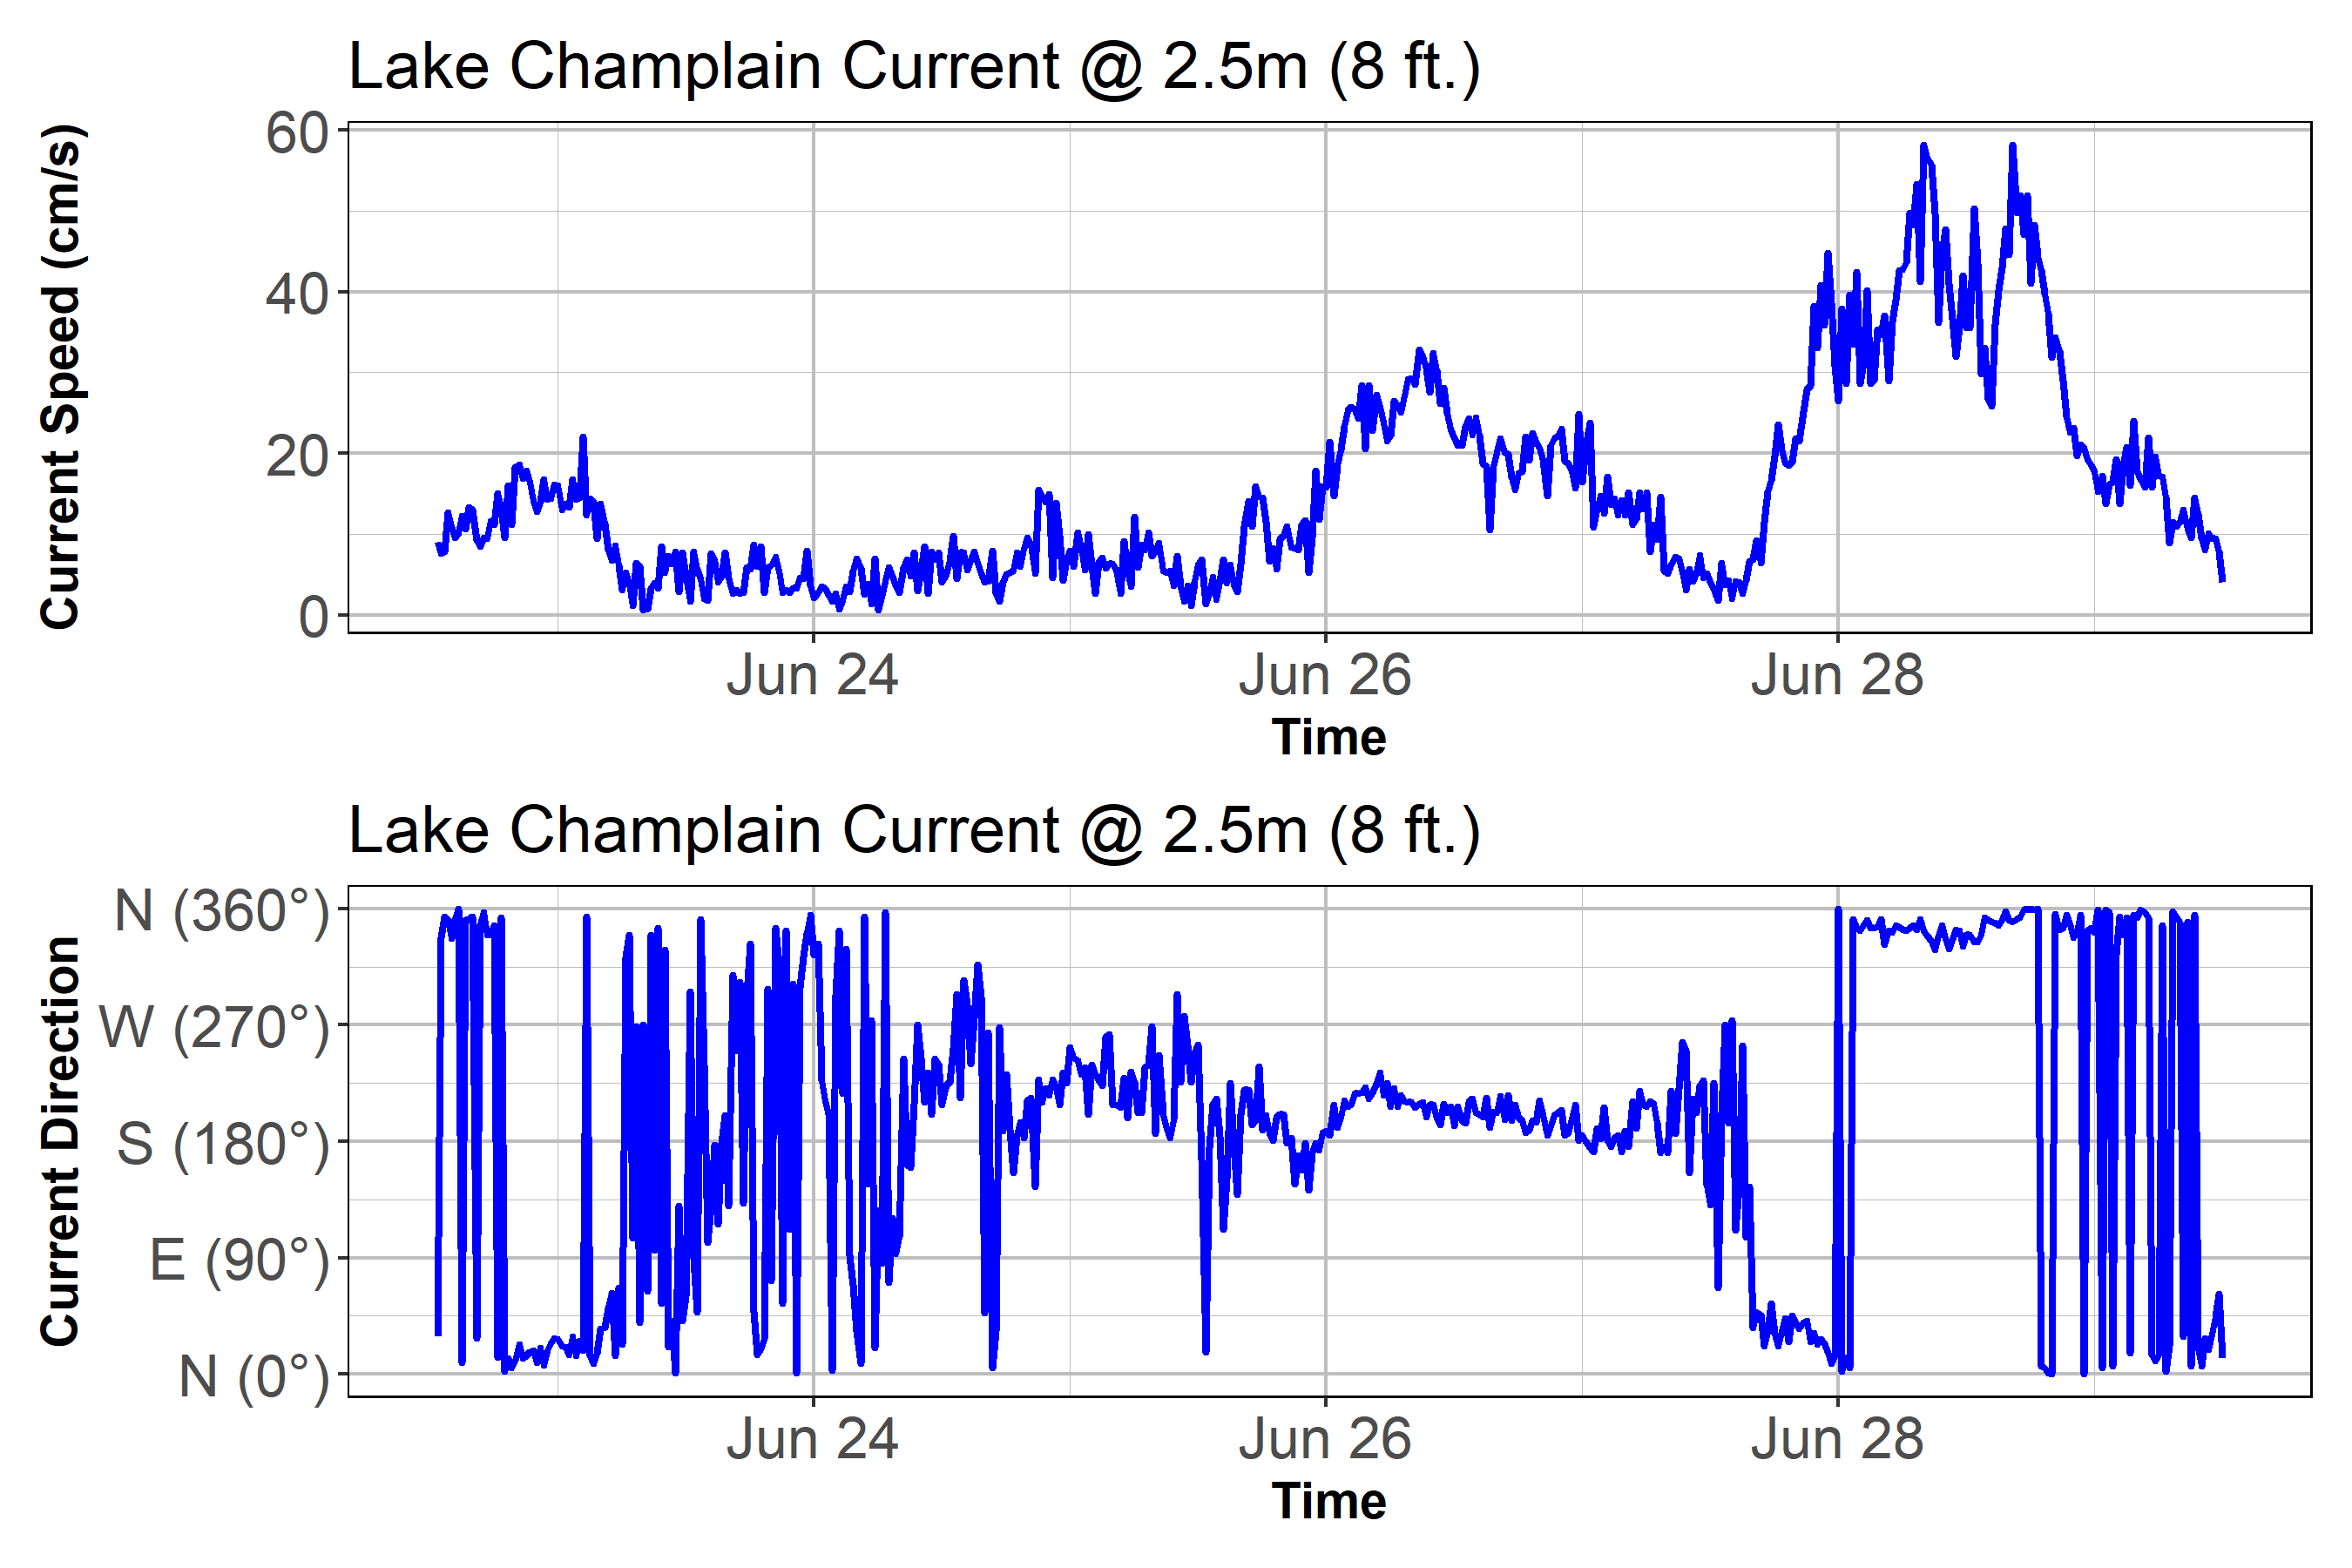 Lake Champlain Current @ 2.5m (8 ft.)
Current Speed (cm/s)
60
40
20
0
Jun 24 Jun 26 Jun 28
Time
Lake Champlain Current @ 2.5m (8 ft.)
Current Direction
N (360°)
W (270°)
S (180°)
E (90°)
N (0°)
Jun 24 Jun 26 Jun 28
Time